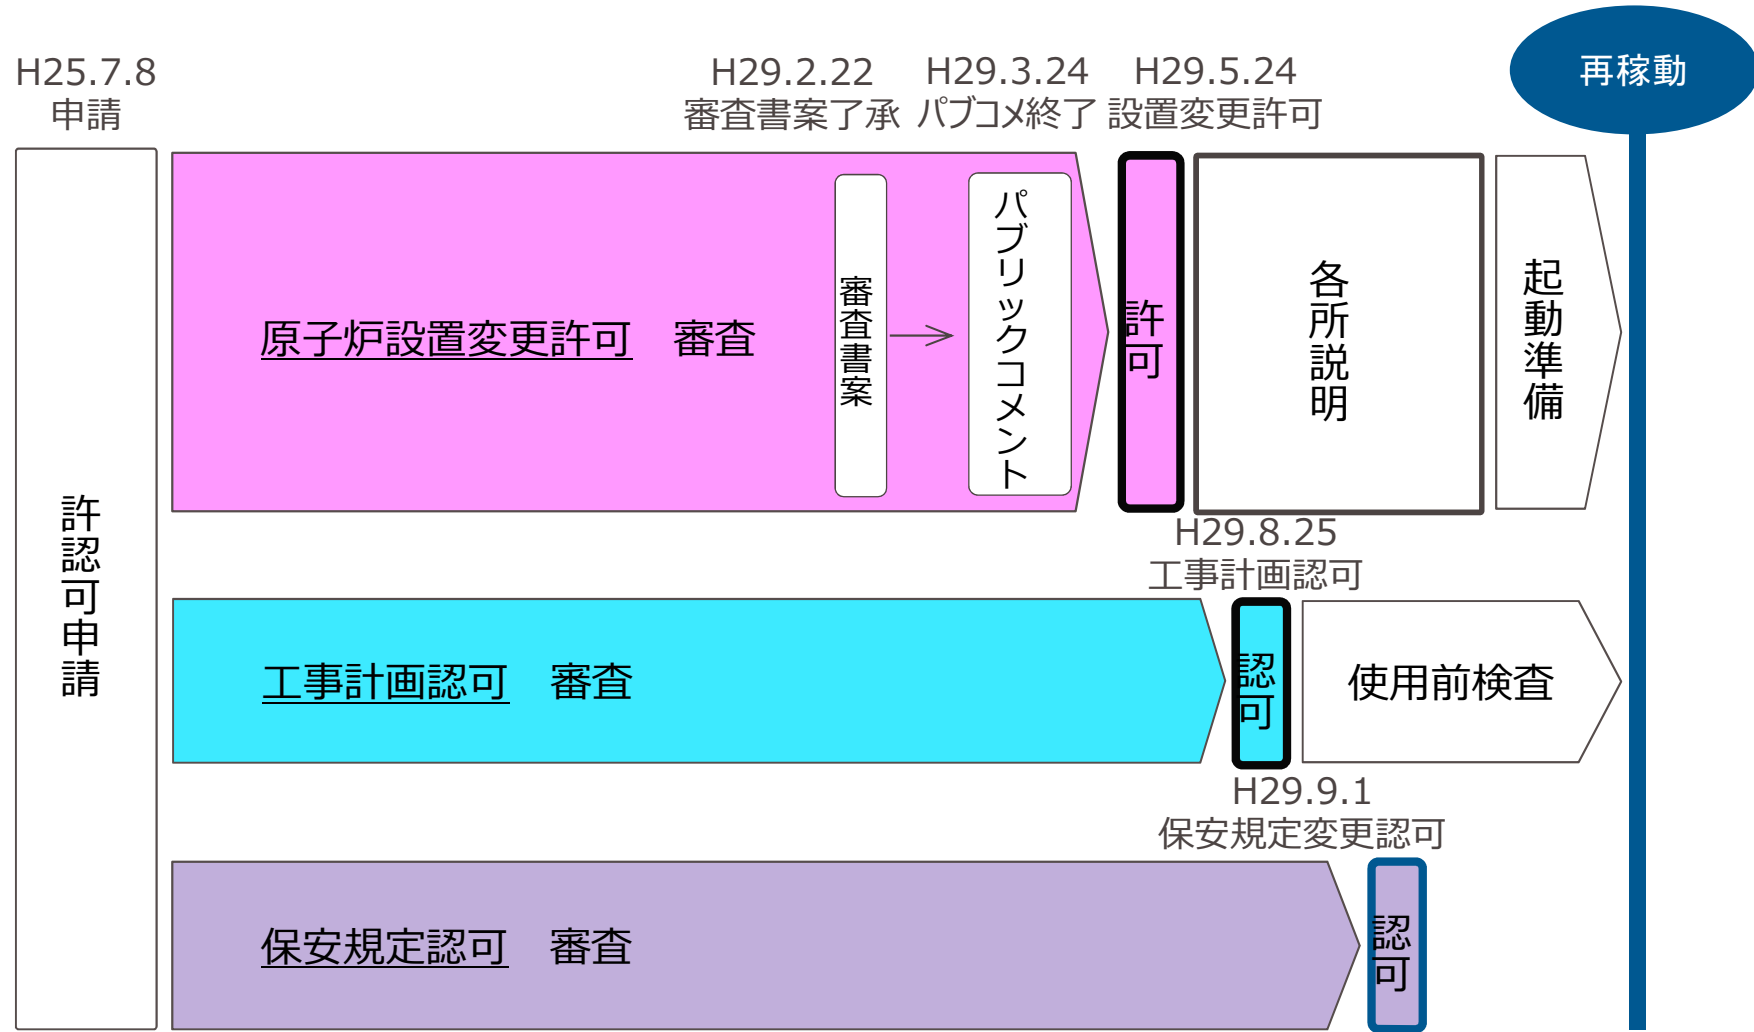 H25.7.8
申請
H29.2.22
審査書案了承
H29.3.24
パブコメ終了
H29.5.24
設置変更許可
再稼動
許認可申請
原子炉設置変更許可　審査
審査書案
パブリックコメント
許可
各所説明
起動準備
H29.8.25
工事計画認可
工事計画認可　審査
認可
使用前検査
H29.9.1
保安規定変更認可
保安規定認可　審査
認可